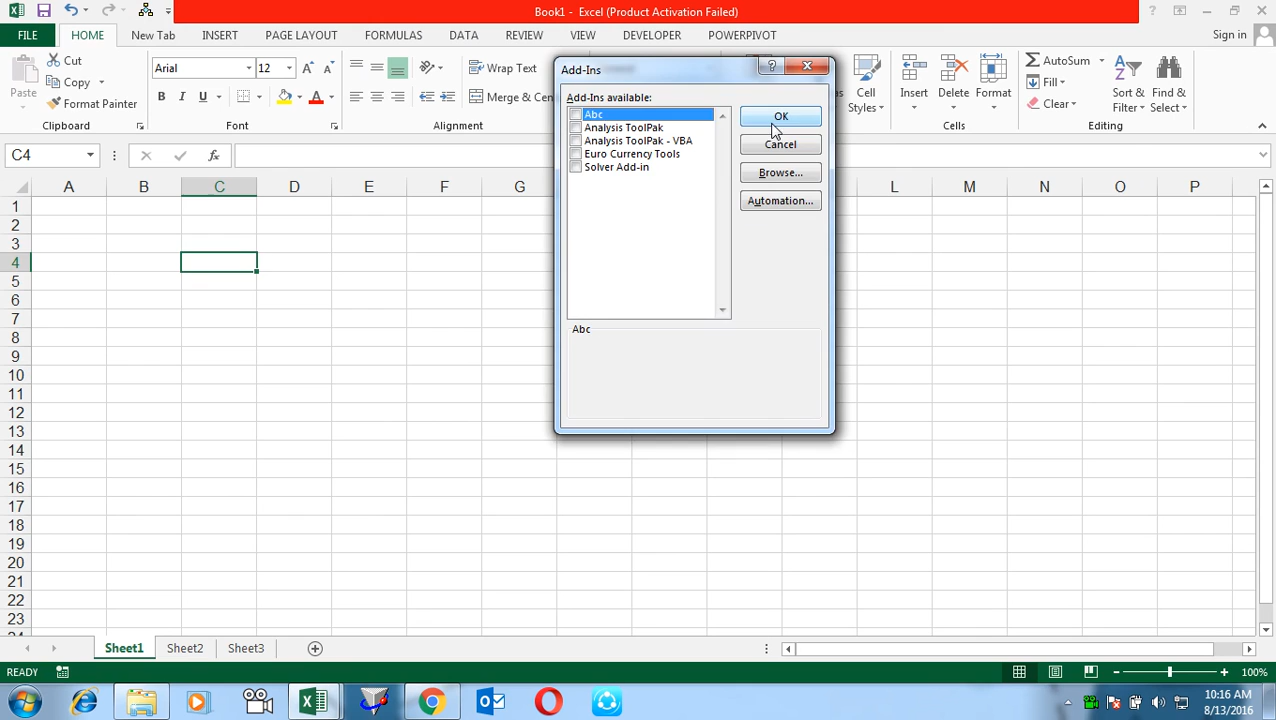 Book1 - Excel (Product Activation Failed)
FILE HOME New Tab INSERT PAGE LAYOUT FORMULAS DATA REVIEW VIEW DEVELOPER POWERPIVOT Sign in
Cut
Copy
Format Painter
Paste
Clipboard
Arial 12
B I U
Font
Wrap Text
Merge & Cen
Alignment
Cell
Styles
Insert Delete Format
Cells
AutoSum
Fill
Clear
Sort &
Filter
Find &
Select
Editing
Add-Ins
Add-Ins available:
Abc
Analysis ToolPak
Analysis ToolPak - VBA
Euro Currency Tools
Solver Add-in
OK
Cancel
Browse...
Automation...
Abc
C4
fx
A B C D E F G L M N O P
1
2
3
4
5
6
7
8
9
10
11
12
13
14
15
16
17
18
19
20
21
22
23
Sheet1 Sheet2 Sheet3
READY 100%
10:16 AM
8/13/2016